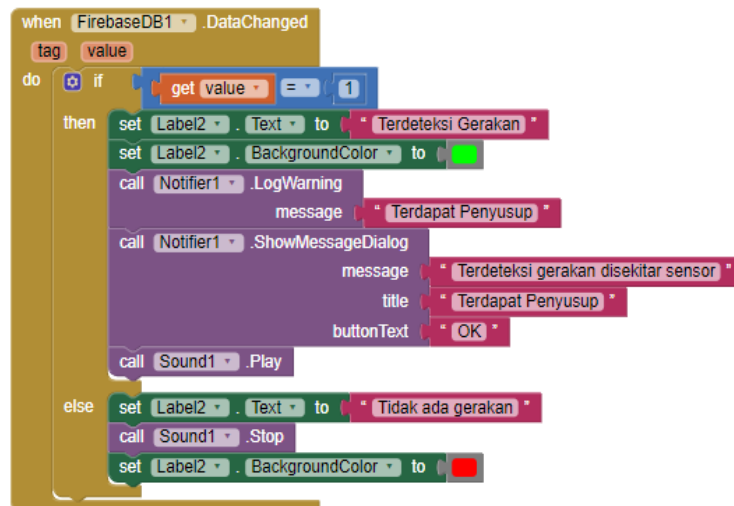 when FirebaseDB1 .DataChanged
tag value
do if get value = 1
then set Label2 . Text to " Terdeteksi Gerakan "
set Label2 . BackgroundColor to
call Notifier1 .LogWarning
message " Terdapat Penyusup "
call Notifier1 .ShowMessageDialog
message " Terdeteksi gerakan disekitar sensor "
title " Terdapat Penyusup "
buttonText " OK "
call Sound1 .Play
else set Label2 . Text to " Tidak ada gerakan "
call Sound1 .Stop
set Label2 . BackgroundColor to